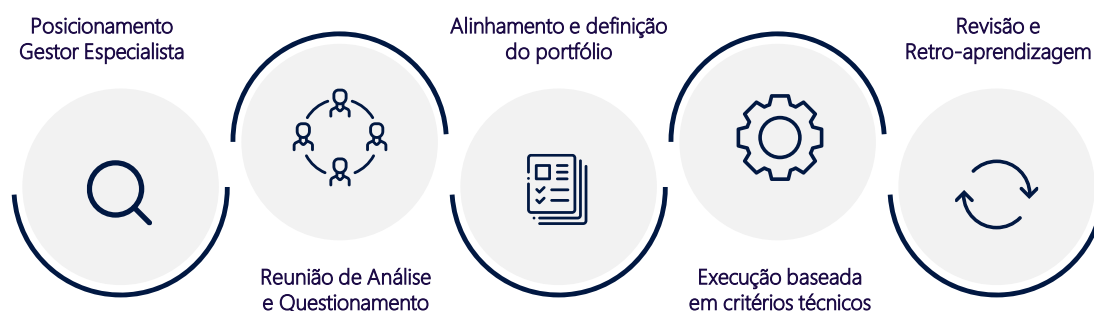 Posicionamento
Gestor Especialista
Reunião de Análise
e Questionamento
Alinhamento e definição
do portfólio
Execução baseada
em critérios técnicos
Revisão e
Retro-aprendizagem